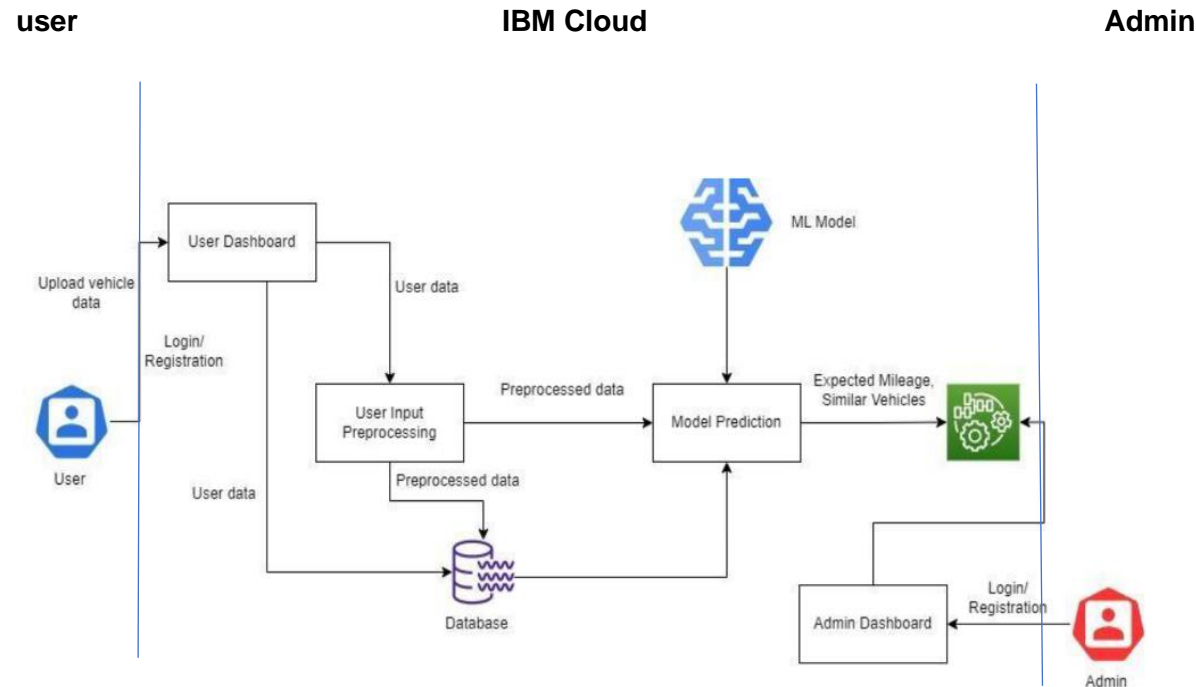 user
IBM Cloud
Admin
ML Model
User Dashboard
Upload vehicle
data
User data
Login/
Registration
Expected Mileage,
Similar Vehicles
Preprocessed data
User Input
Preprocessing
Model Prediction
User
Preprocessed data
User data
Login/
Registration
Database
Admin Dashboard
Admin